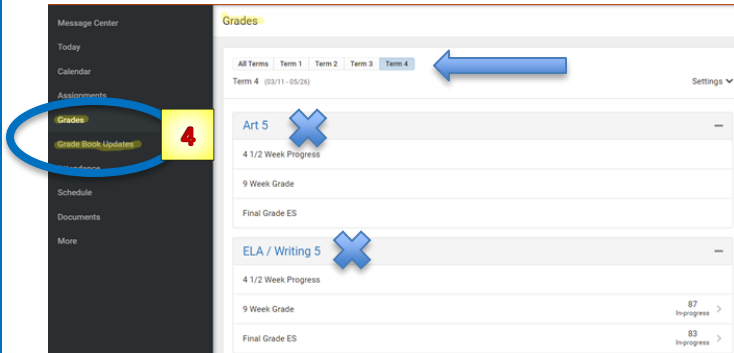 Message Center
Today
Calendar
Assignments
Grades
Grade Book Updates
Attendance
Schedule
Documents
More
4
Grades
All Terms Term 1 Term 2 Term 3 Term 4
Term 4 (03/11 - 05/26)
Settings
Art 5
4 1/2 Week Progress
9 Week Grade
Final Grade ES
ELA / Writing 5
4 1/2 Week Progress
9 Week Grade 87
In-progress
Final Grade ES 83
In-progress